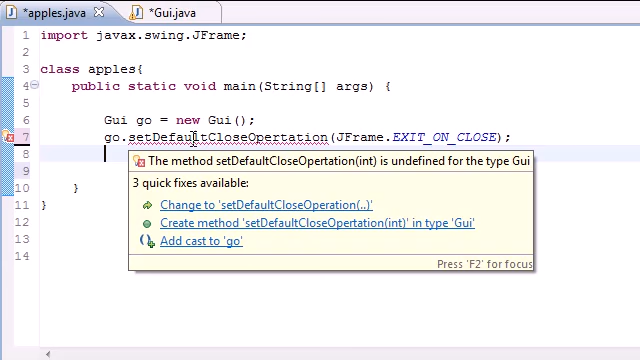 *apples.java *Gui.java
1 import javax.swing.JFrame;
2
3 class apples{
4 public static void main(String[] args) {
5
6 Gui go = new Gui();
7 go.setDefaultCloseOpertation(JFrame.EXIT_ON_CLOSE);
8
The method setDefaultCloseOpertation(int) is undefined for the type Gui
9
3 quick fixes available:
10 }
Change to 'setDefaultCloseOperation(..)'
11 }
Create method 'setDefaultCloseOpertation(int)' in type 'Gui'
12
Add cast to 'go'
13
Press 'F2' for focus
14